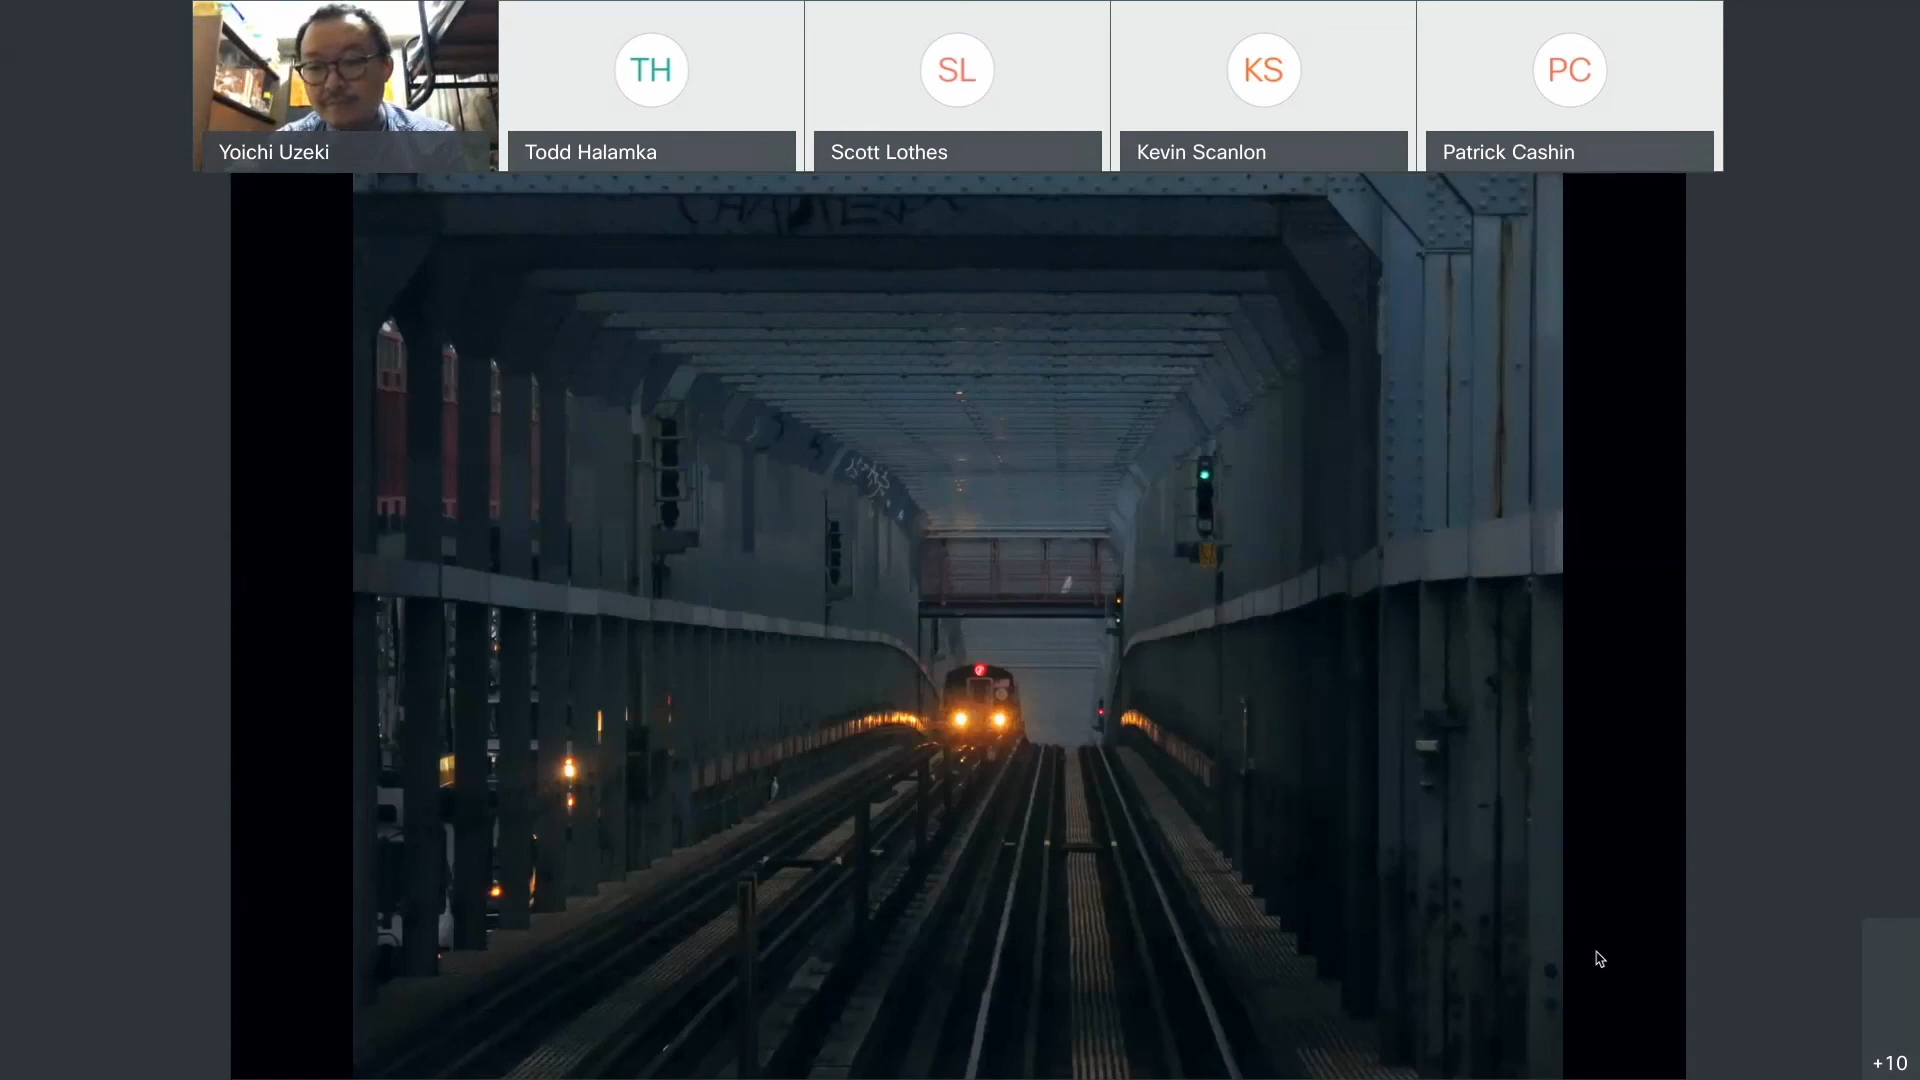 TH
SL
KS
PC
Yoichi Uzeki
Todd Halamka
Scott Lothes
Kevin Scanlon
Patrick Cashin
+10